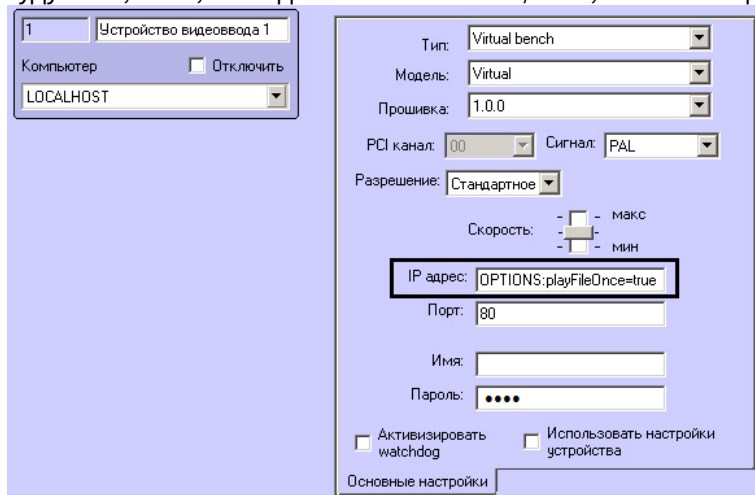 1 Устройство видеоввода 1
Компьютер Отключить
LOCALHOST
Тип: Virtual bench
Модель: Virtual
Прошивка: 1.0.0
PCI канал: 00 Сигнал: PAL
Разрешение: Стандартное
макс
Скорость:
мин
IP адрес: OPTIONS:playFileOnce=true
Порт: 80
Имя:
Пароль: ••••
Активизировать watchdog
Использовать настройки устройства
Основные настройки